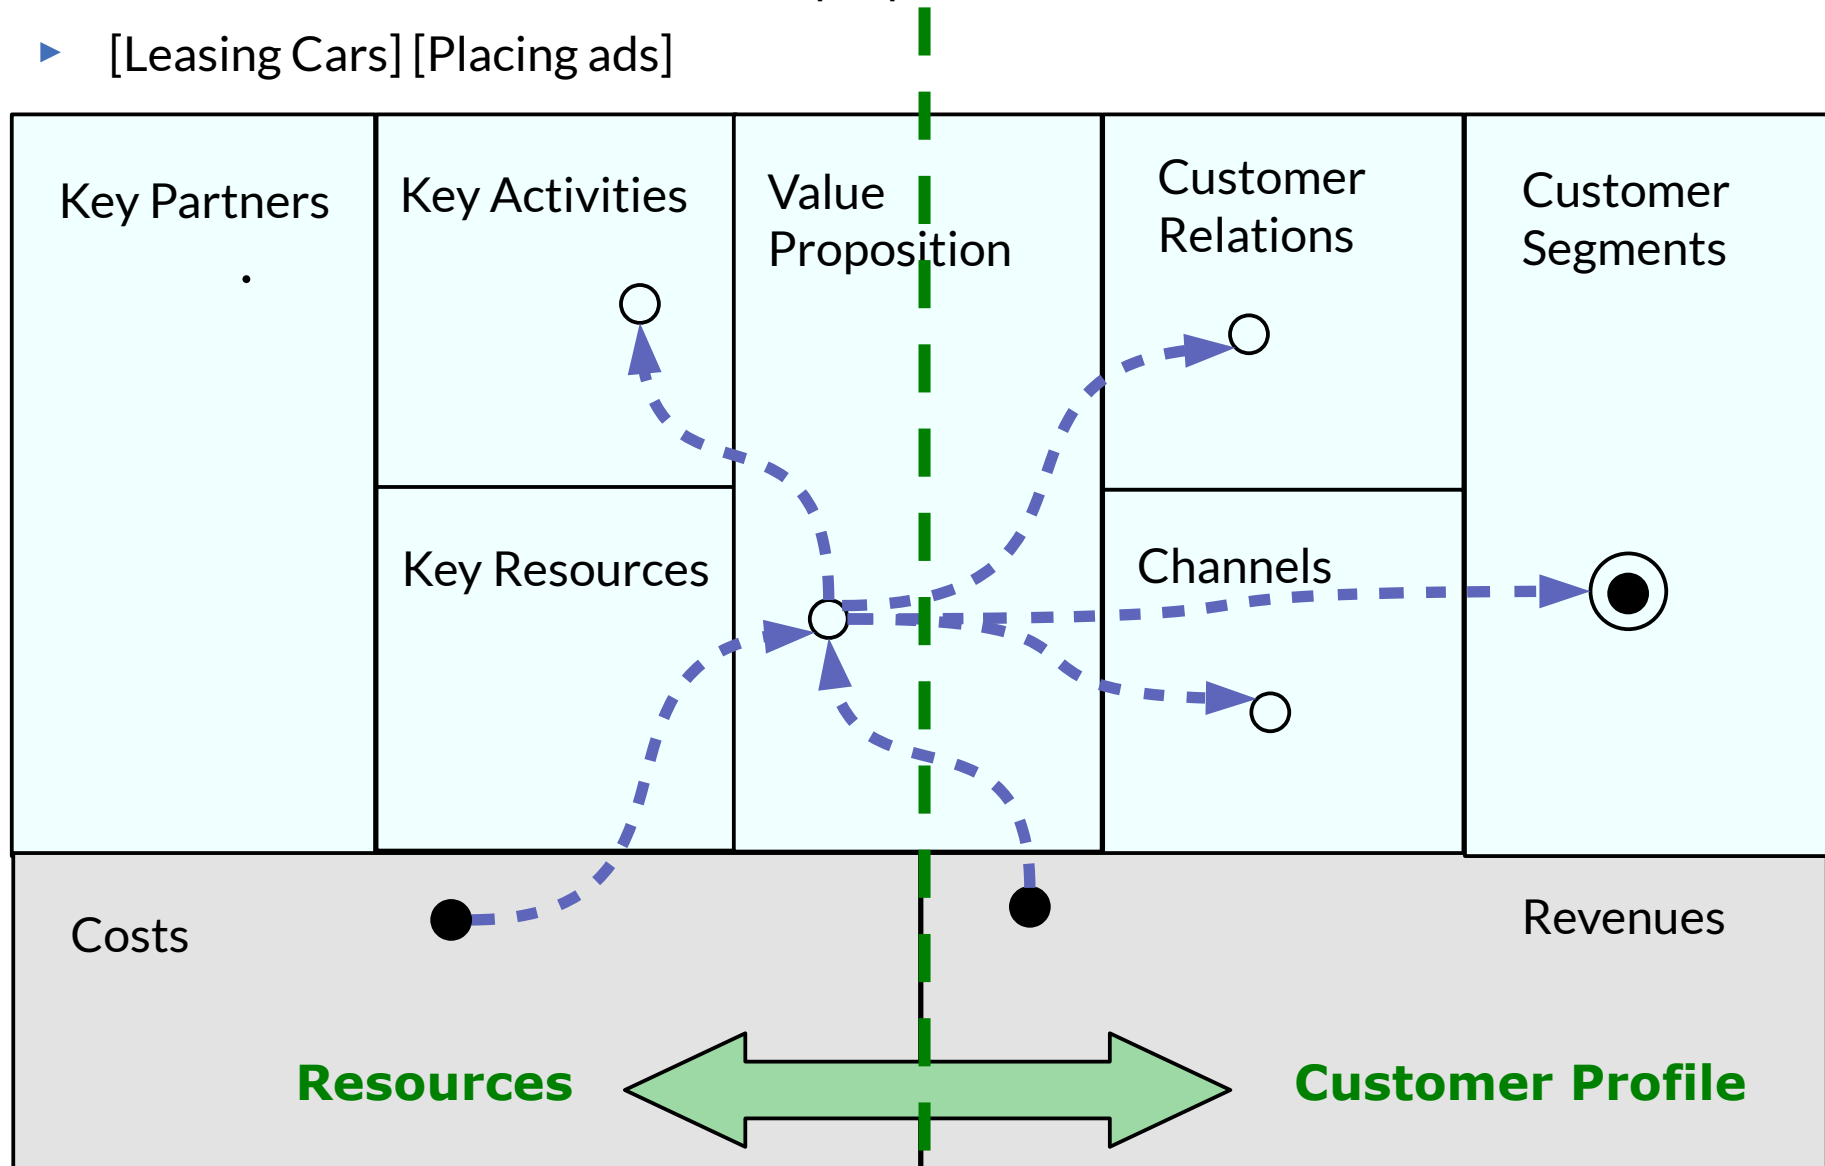 [Leasing Cars] [Placing ads]
Key Partners
Key Activities
Value
Proposition
Customer
Relations
Customer
Segments
Key Resources
Channels
Costs
Revenues
Resources
Customer Profile